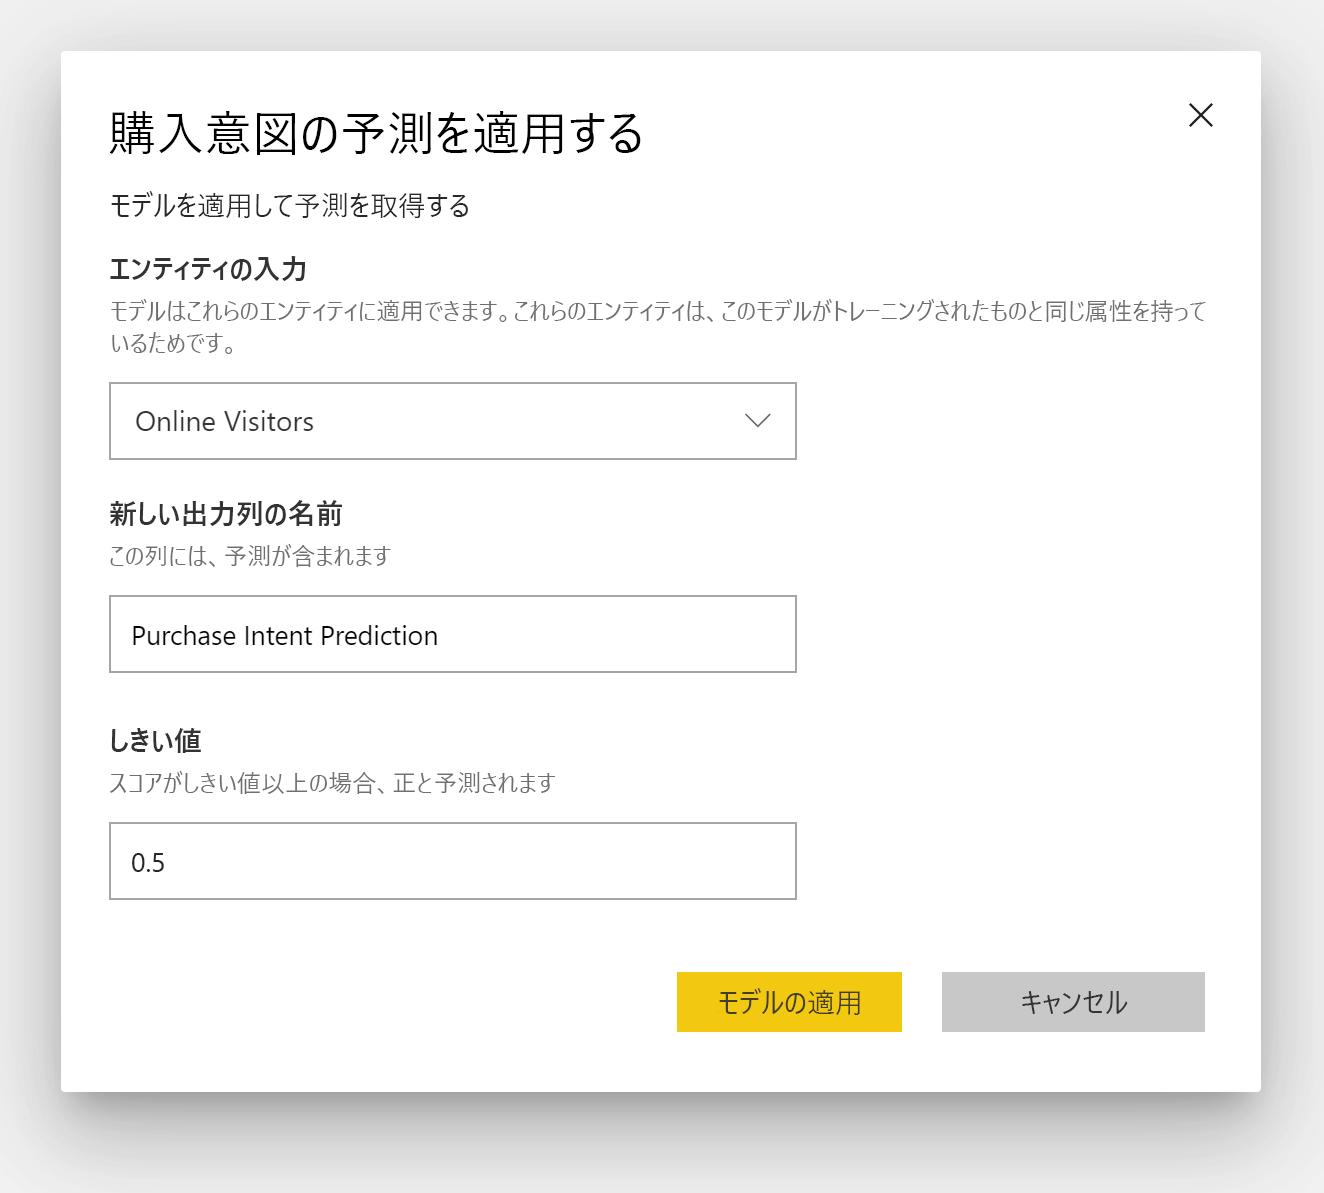 購入意図の予測を適用する
モデルを適用して予測を取得する
エンティティの入力
モデルはこれらのエンティティに適用できます。これらのエンティティは、このモデルがトレーニングされたものと同じ属性を持って
いるためです。
Online Visitors
新しい出力列の名前
この列には、予測が含まれます
Purchase Intent Prediction
しきい値
スコアがしきい値以上の場合、正と予測されます
0.5
モデルの適用 キャンセル